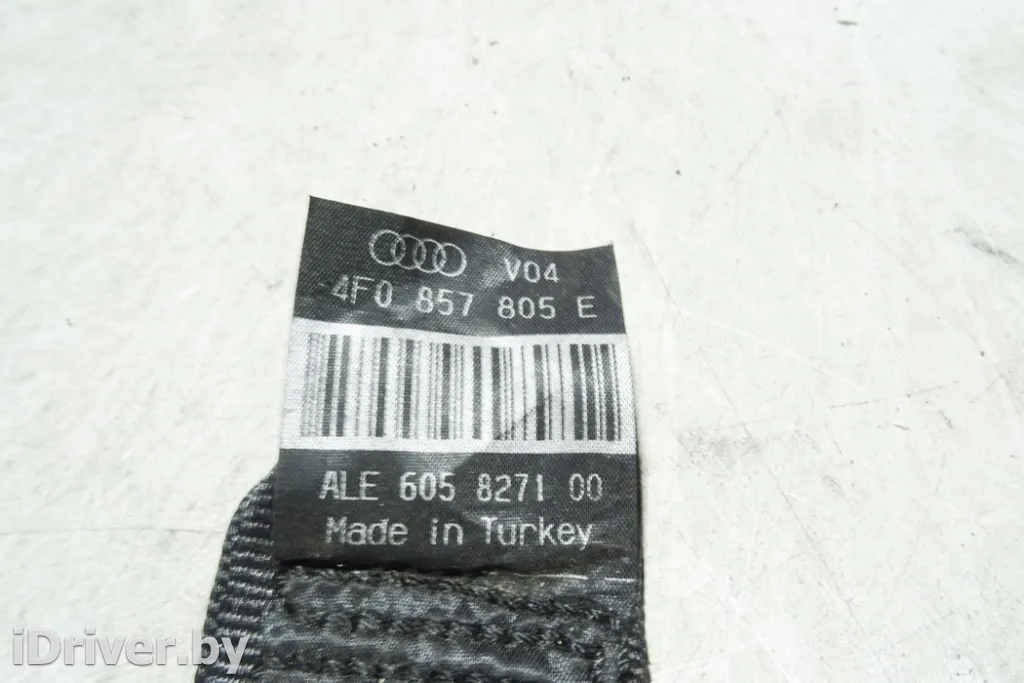 V04
4F0 857 805 E
ALE 605 8271 00
Made in Turkey
iDriver.by